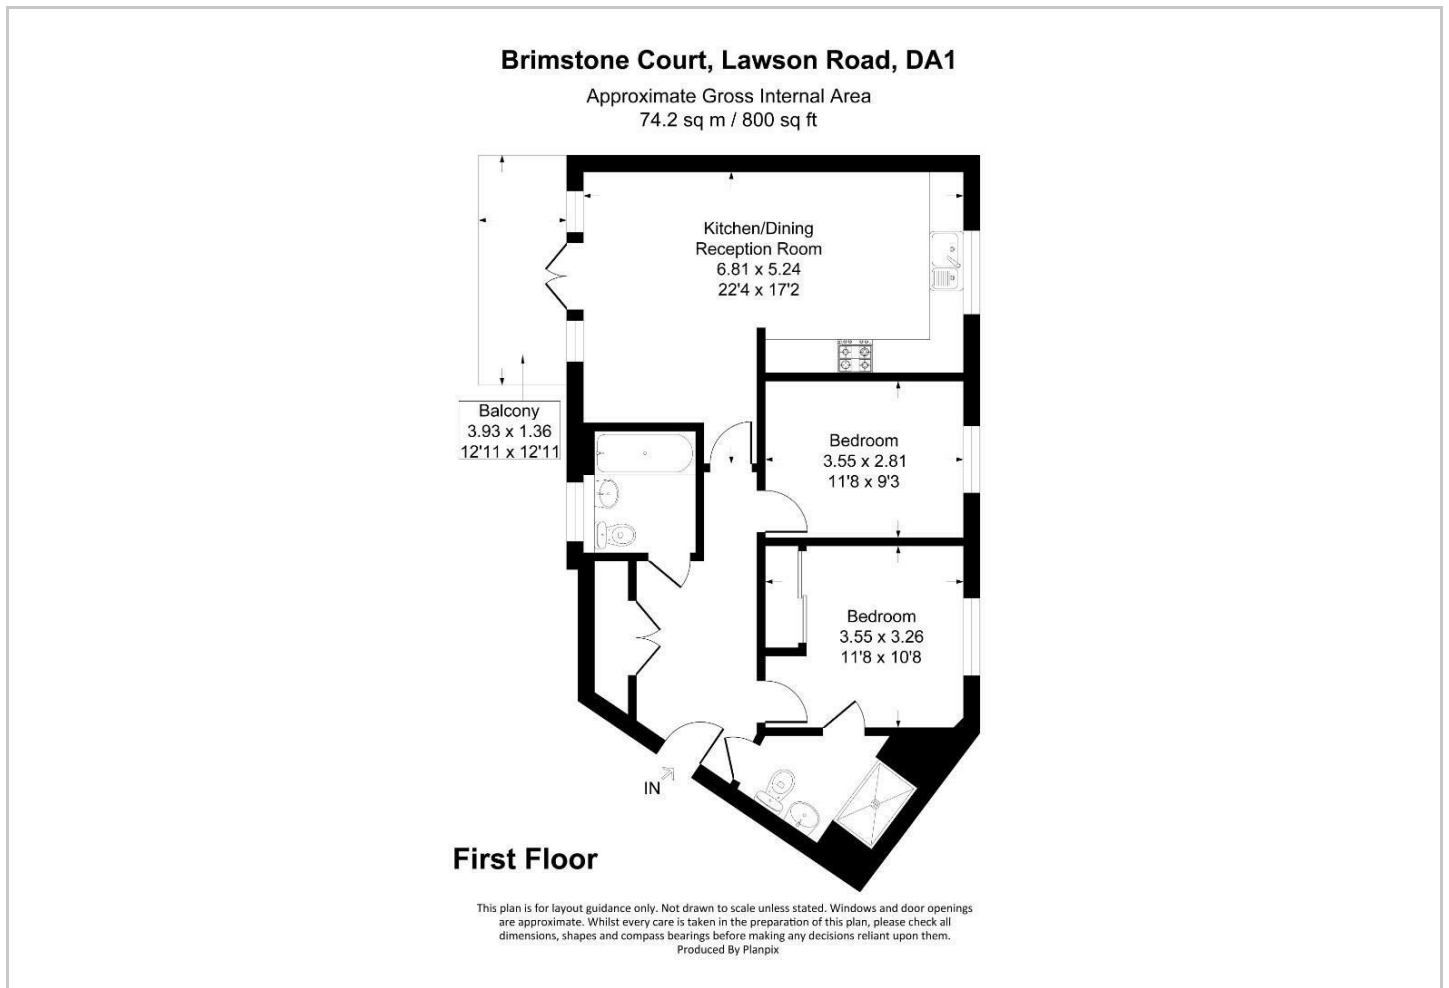 Brimstone Court, Lawson Road, DA1
Approximate Gross Internal Area
74.2 sq m / 800 sq ft
Kitchen/Dining
Reception Room
6.81 x 5.24
22'4 x 17'2
Balcony
3.93 x 1.36
12'11 x 12'11
Bedroom
3.55 x 2.81
11'8 x 9'3
Bedroom
3.55 x 3.26
11'8 x 10'8
IN
First Floor
This plan is for layout guidance only. Not drawn to scale unless stated. Windows and door openings
are approximate. Whilst every care is taken in the preparation of this plan, please check all
dimensions, shapes and compass bearings before making any decisions reliant upon them.
Produced By Planpix